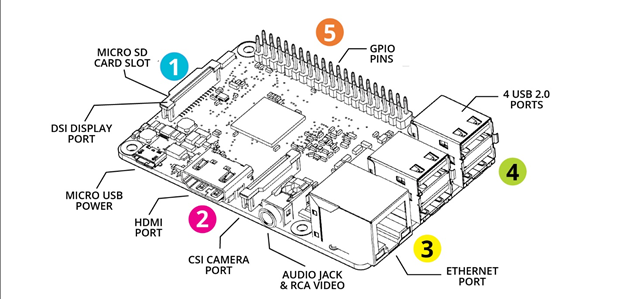 5
GPIO
PINS
MICRO SD
CARD SLOT
1
4 USB 2.0
PORTS
DSI DISPLAY
PORT
4
MICRO USB
POWER
HDMI
PORT
2
CSI CAMERA
PORT
3
AUDIO JACK
& RCA VIDEO
ETHERNET
PORT